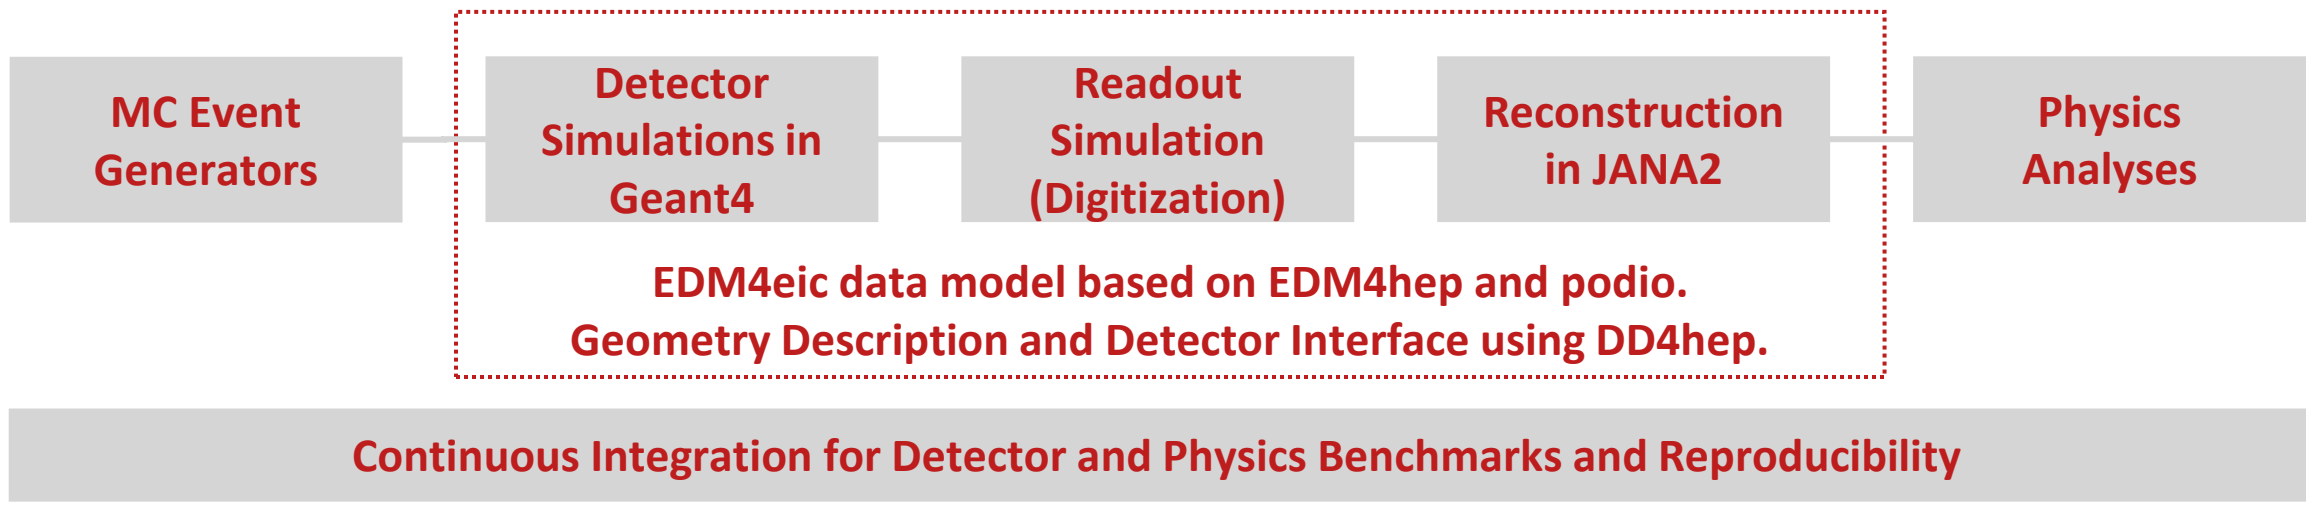 MC Event
Generators
Detector
Simulations in
Geant4
Readout
Simulation
(Digitization)
Reconstruction
in JANA2
Physics
Analyses
EDM4eic data model based on EDM4hep and podio.
Geometry Description and Detector Interface using DD4hep.
Continuous Integration for Detector and Physics Benchmarks and Reproducibility